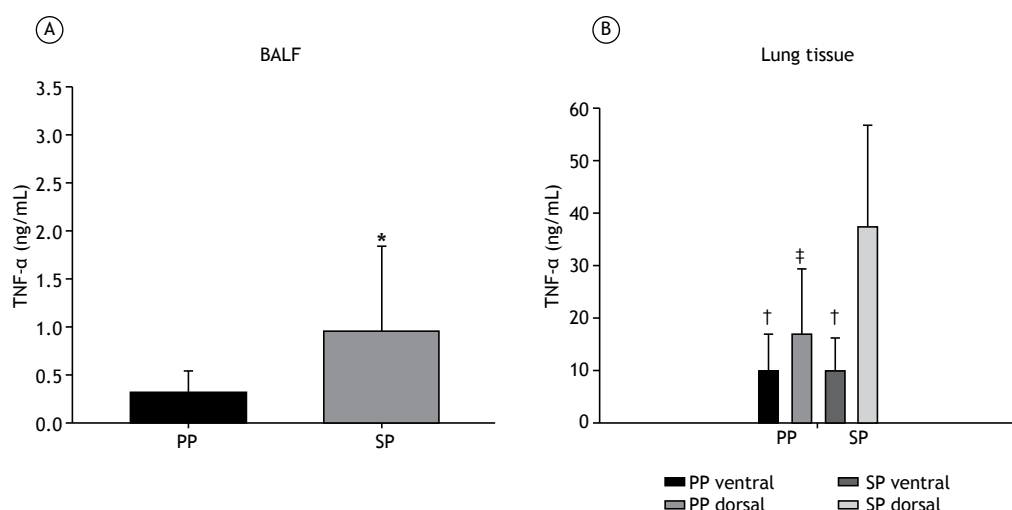 A
BALF
3.5
3.0
2.5
2.0
1.5
1.0
0.5
0.0
TNF-α (ng/mL)
*
PP
SP
B
Lung tissue
60
50
40
30
20
10
0
TNF-α (ng/mL)
†
‡
†
PP
SP
PP ventral
SP ventral
PP dorsal
SP dorsal